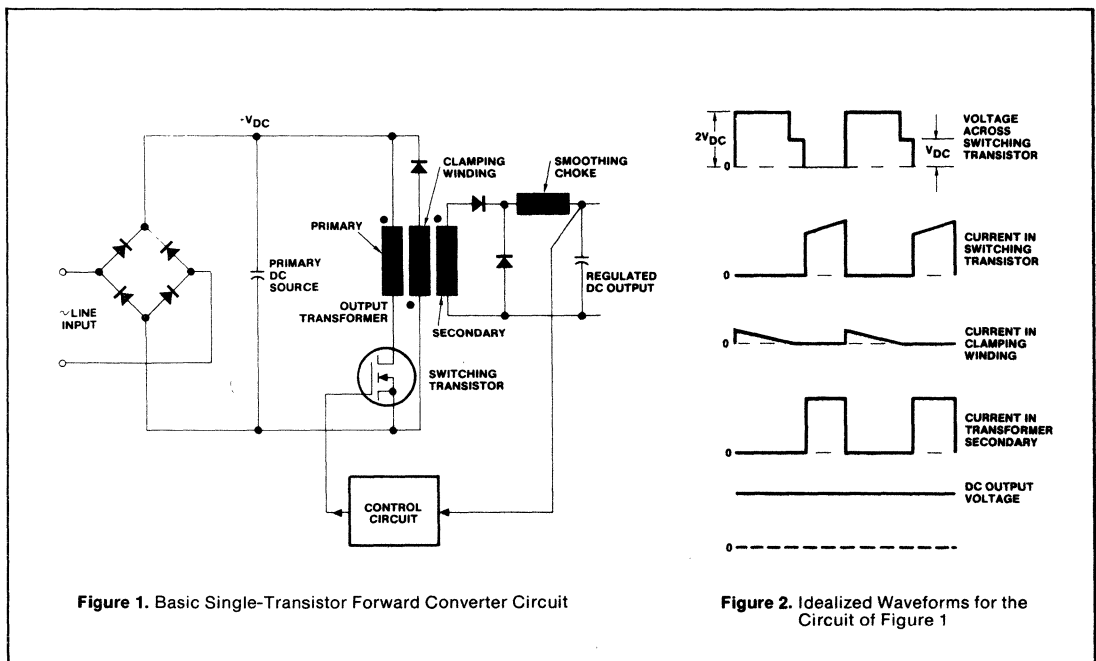 -VDC
CLAMPING
WINDING
SMOOTHING
CHOKE
PRIMARY
PRIMARY
DC
SOURCE
∼LINE
INPUT
OUTPUT
TRANSFORMER
SECONDARY
REGULATED
DC OUTPUT
SWITCHING
TRANSISTOR
CONTROL
CIRCUIT
Figure 1. Basic Single-Transistor Forward Converter Circuit
2VDC
0
VDC
VOLTAGE
ACROSS
SWITCHING
TRANSISTOR
0
CURRENT IN
SWITCHING
TRANSISTOR
0
CURRENT IN
CLAMPING
WINDING
0
CURRENT IN
TRANSFORMER
SECONDARY
DC OUTPUT
VOLTAGE
0
Figure 2. Idealized Waveforms for the
Circuit of Figure 1